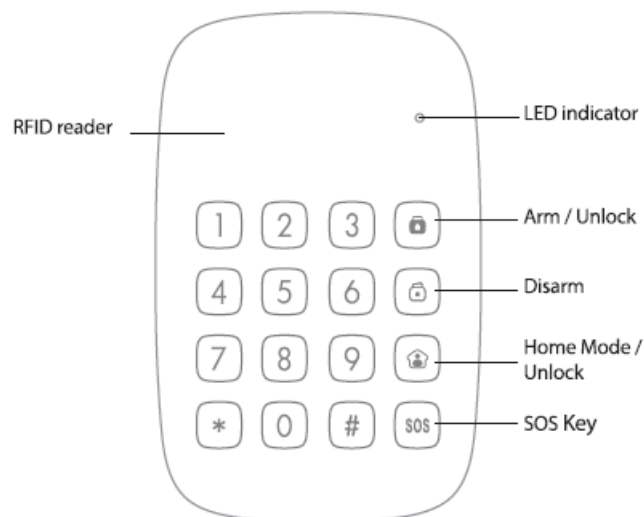 RFID reader
LED indicator
1 2 3
Arm / Unlock
4 5 6
Disarm
7 8 9
Home Mode /
Unlock
* 0 # SOS
SOS Key